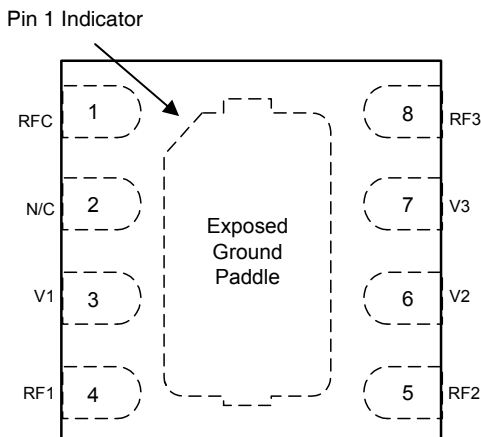 Pin 1 Indicator
RFC 1
8 RF3
N/C 2
7 V3
Exposed
Ground
Paddle
V1 3
6 V2
RF1 4
5 RF2